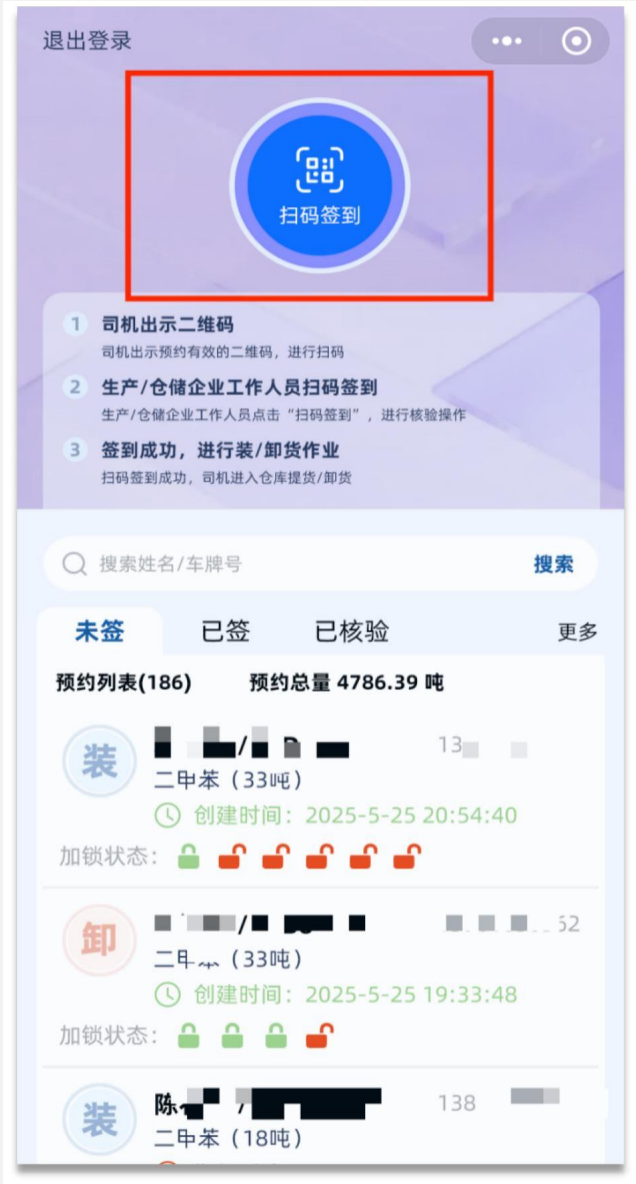 退出登录
扫码签到
1 司机出示二维码
司机出示预约有效的二维码，进行扫码
2 生产/仓储企业工作人员扫码签到
生产/仓储企业工作人员点击“扫码签到”，进行核验操作
3 签到成功，进行装/卸货作业
扫码签到成功，司机进入仓库提货/卸货
搜索姓名/车牌号 搜索
未签 已签 已核验 更多
预约列表(186) 预约总量 4786.39 吨
装 / 13
二甲苯（33吨）
创建时间：2025-5-25 20:54:40
加锁状态：
卸 / 52
二甲（33吨）
创建时间：2025-5-25 19:33:48
加锁状态：
装 陈 / 138
二甲苯（18吨）